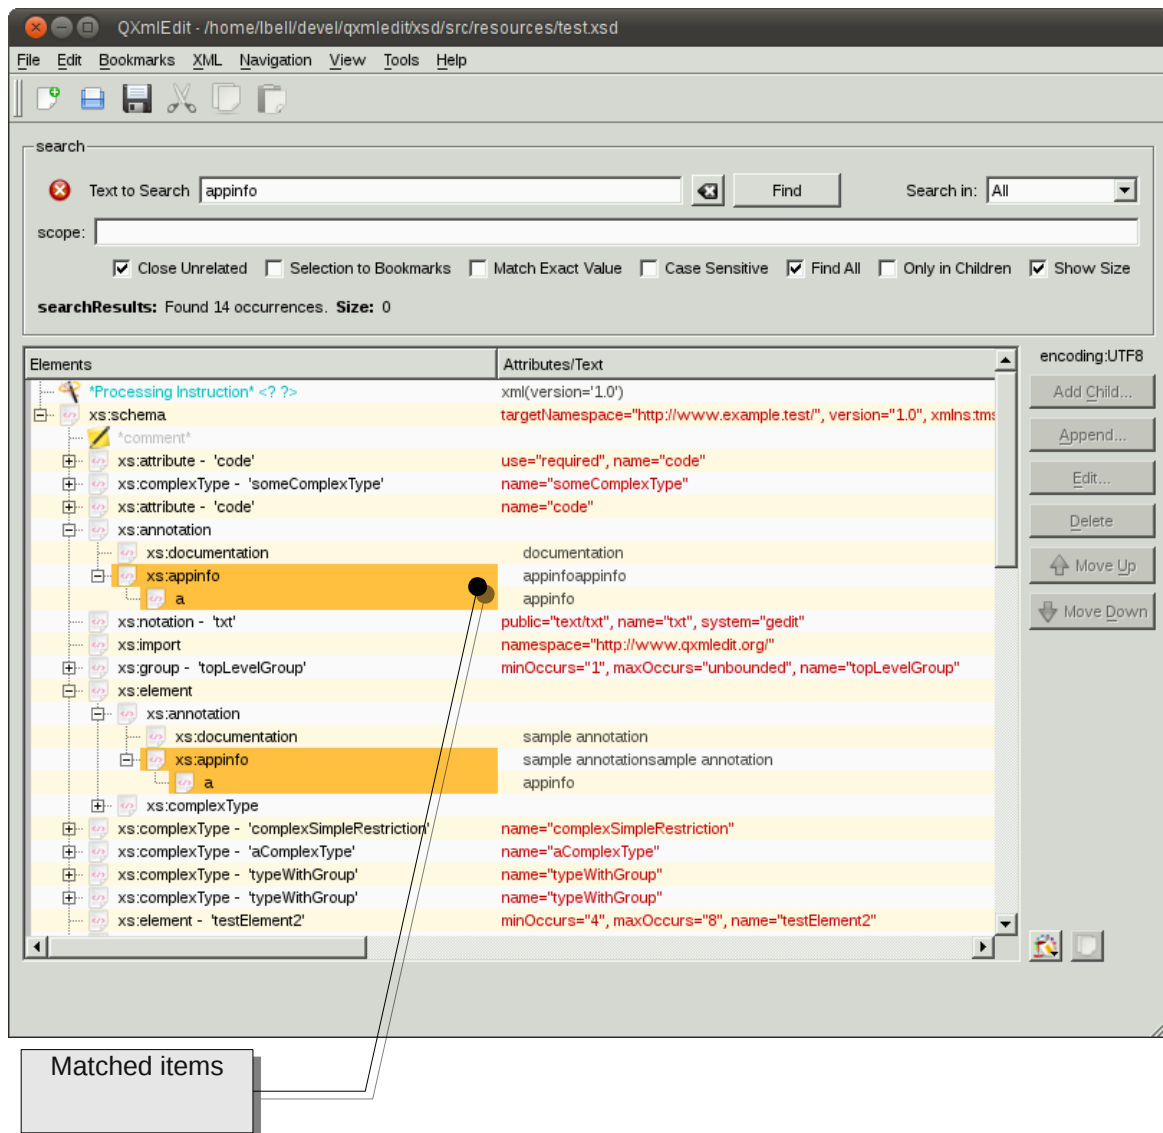 QXmlEdit - /home/lbell/devel/qxmledit/xsd/src/resources/test.xsd
File Edit Bookmarks XML Navigation View Tools Help
search
Text to Search appinfo Find Search in: All
scope:
Close Unrelated Selection to Bookmarks Match Exact Value Case Sensitive Find All Only in Children Show Size
searchResults: Found 14 occurrences. Size: 0
Elements Attributes/Text encoding:UTF8
*Processing Instruction* <? ?> xml(version='1.0')
Add Child...
xs:schema targetNamespace="http://www.example.test/", version="1.0", xmlns:tms
*comment*
Append...
xs:attribute - 'code' use="required", name="code"
xs:complexType - 'someComplexType' name="someComplexType"
Edit...
xs:attribute - 'code' name="code"
xs:annotation
Delete
xs:documentation documentation
Move Up
xs:appinfo appinfoappinfo
a appinfo
Move Down
xs:notation - 'txt' public="text/txt", name="txt", system="gedit"
xs:import namespace="http://www.qxmledit.org/"
xs:group - 'topLevelGroup' minOccurs="1", maxOccurs="unbounded", name="topLevelGroup"
xs:element
xs:annotation
xs:documentation sample annotation
xs:appinfo sample annotationsample annotation
a appinfo
xs:complexType
xs:complexType - 'complexSimpleRestriction' name="complexSimpleRestriction"
xs:complexType - 'aComplexType' name="aComplexType"
xs:complexType - 'typeWithGroup' name="typeWithGroup"
xs:complexType - 'typeWithGroup' name="typeWithGroup"
xs:element - 'testElement2' minOccurs="4", maxOccurs="8", name="testElement2"
Matched items